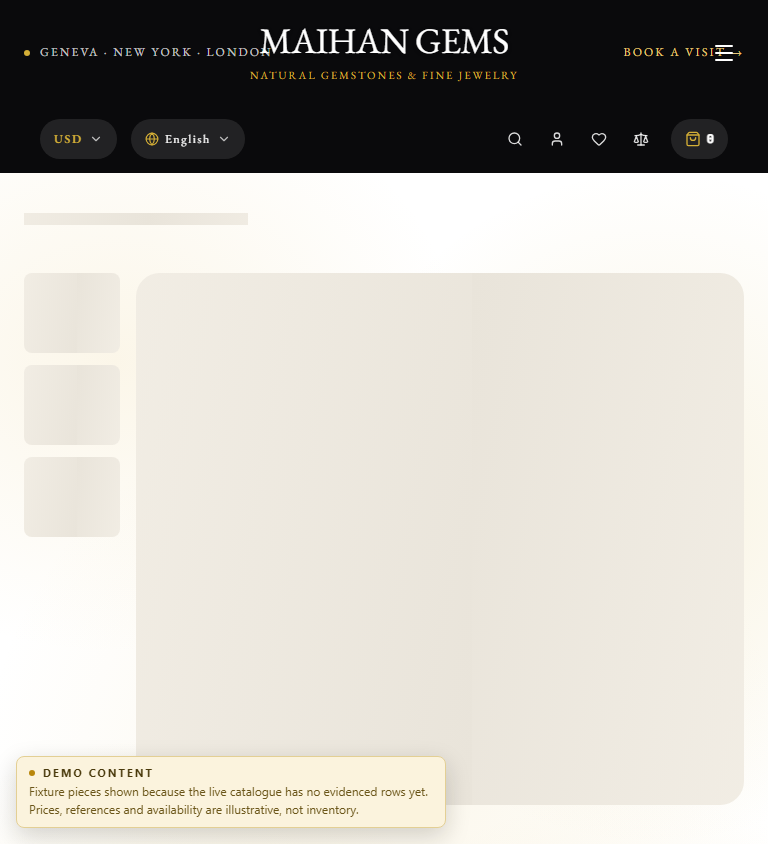 GENEVA · NEW YORK · LONDON
MAIHAN GEMS
NATURAL GEMSTONES & FINE JEWELRY
BOOK A VISIT →
USD
English
0
DEMO CONTENT
Fixture pieces shown because the live catalogue has no evidenced rows yet.
Prices, references and availability are illustrative, not inventory.